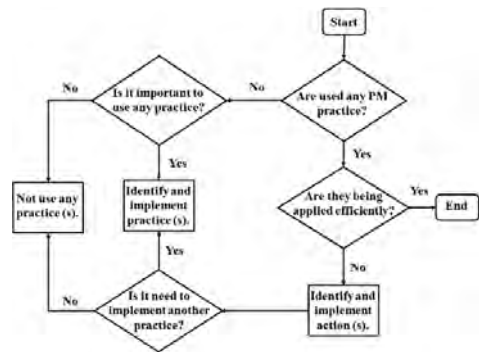 Start
Is it important to
use any practice?
No
No
Are used any PM
practice?
Yes
Yes
Not use any
practice (s).
Identify and
implement
practice (s).
Are they being
applied efficiently?
Yes
End
Yes
No
Is it need to
implement another
practice?
No
Identify and
implement
action (s).